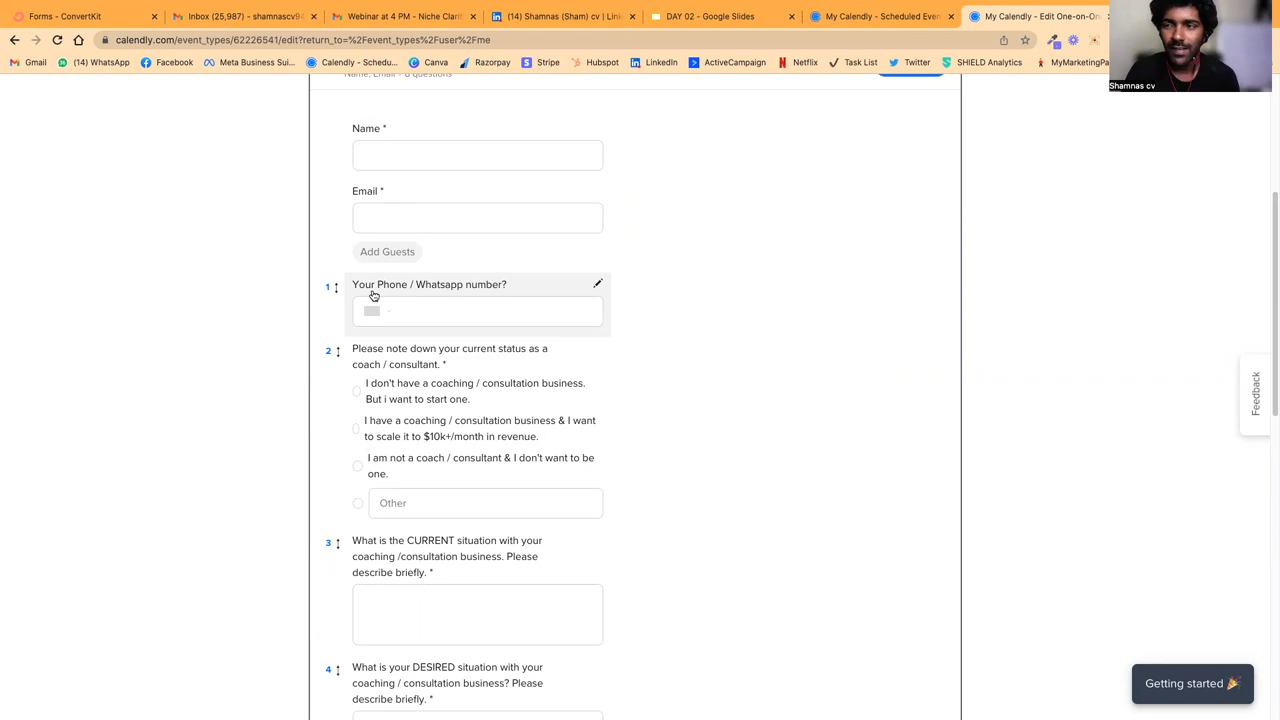 Forms - ConvertKit
Inbox (25,987) - shamnascv94
Webinar at 4 PM - Niche Clarit
(14) Shamnas (Sham) cv | Link
DAY 02 - Google Slides
My Calendly - Scheduled Even
My Calendly - Edit One-on-One
calendly.com/event_types/62226541/edit?return_to=%2Fevent_types%2Fuser%2Fme
Gmail
(14) WhatsApp
Facebook
Meta Business Sui...
Calendly - Schedu...
Canva
Razorpay
Stripe
Hubspot
LinkedIn
ActiveCampaign
Netflix
Task List
Twitter
SHIELD Analytics
MyMarketingPa
Shamnas cv
Name *
Email *
Add Guests
1
Your Phone / Whatsapp number?
2
Please note down your current status as a
coach / consultant. *
I don't have a coaching / consultation business.
But i want to start one.
I have a coaching / consultation business & I want
to scale it to $10k+/month in revenue.
I am not a coach / consultant & I don't want to be
one.
Other
3
What is the CURRENT situation with your
coaching /consultation business. Please
describe briefly. *
4
What is your DESIRED situation with your
coaching / consultation business? Please
describe briefly. *
Feedback
Getting started 🎉